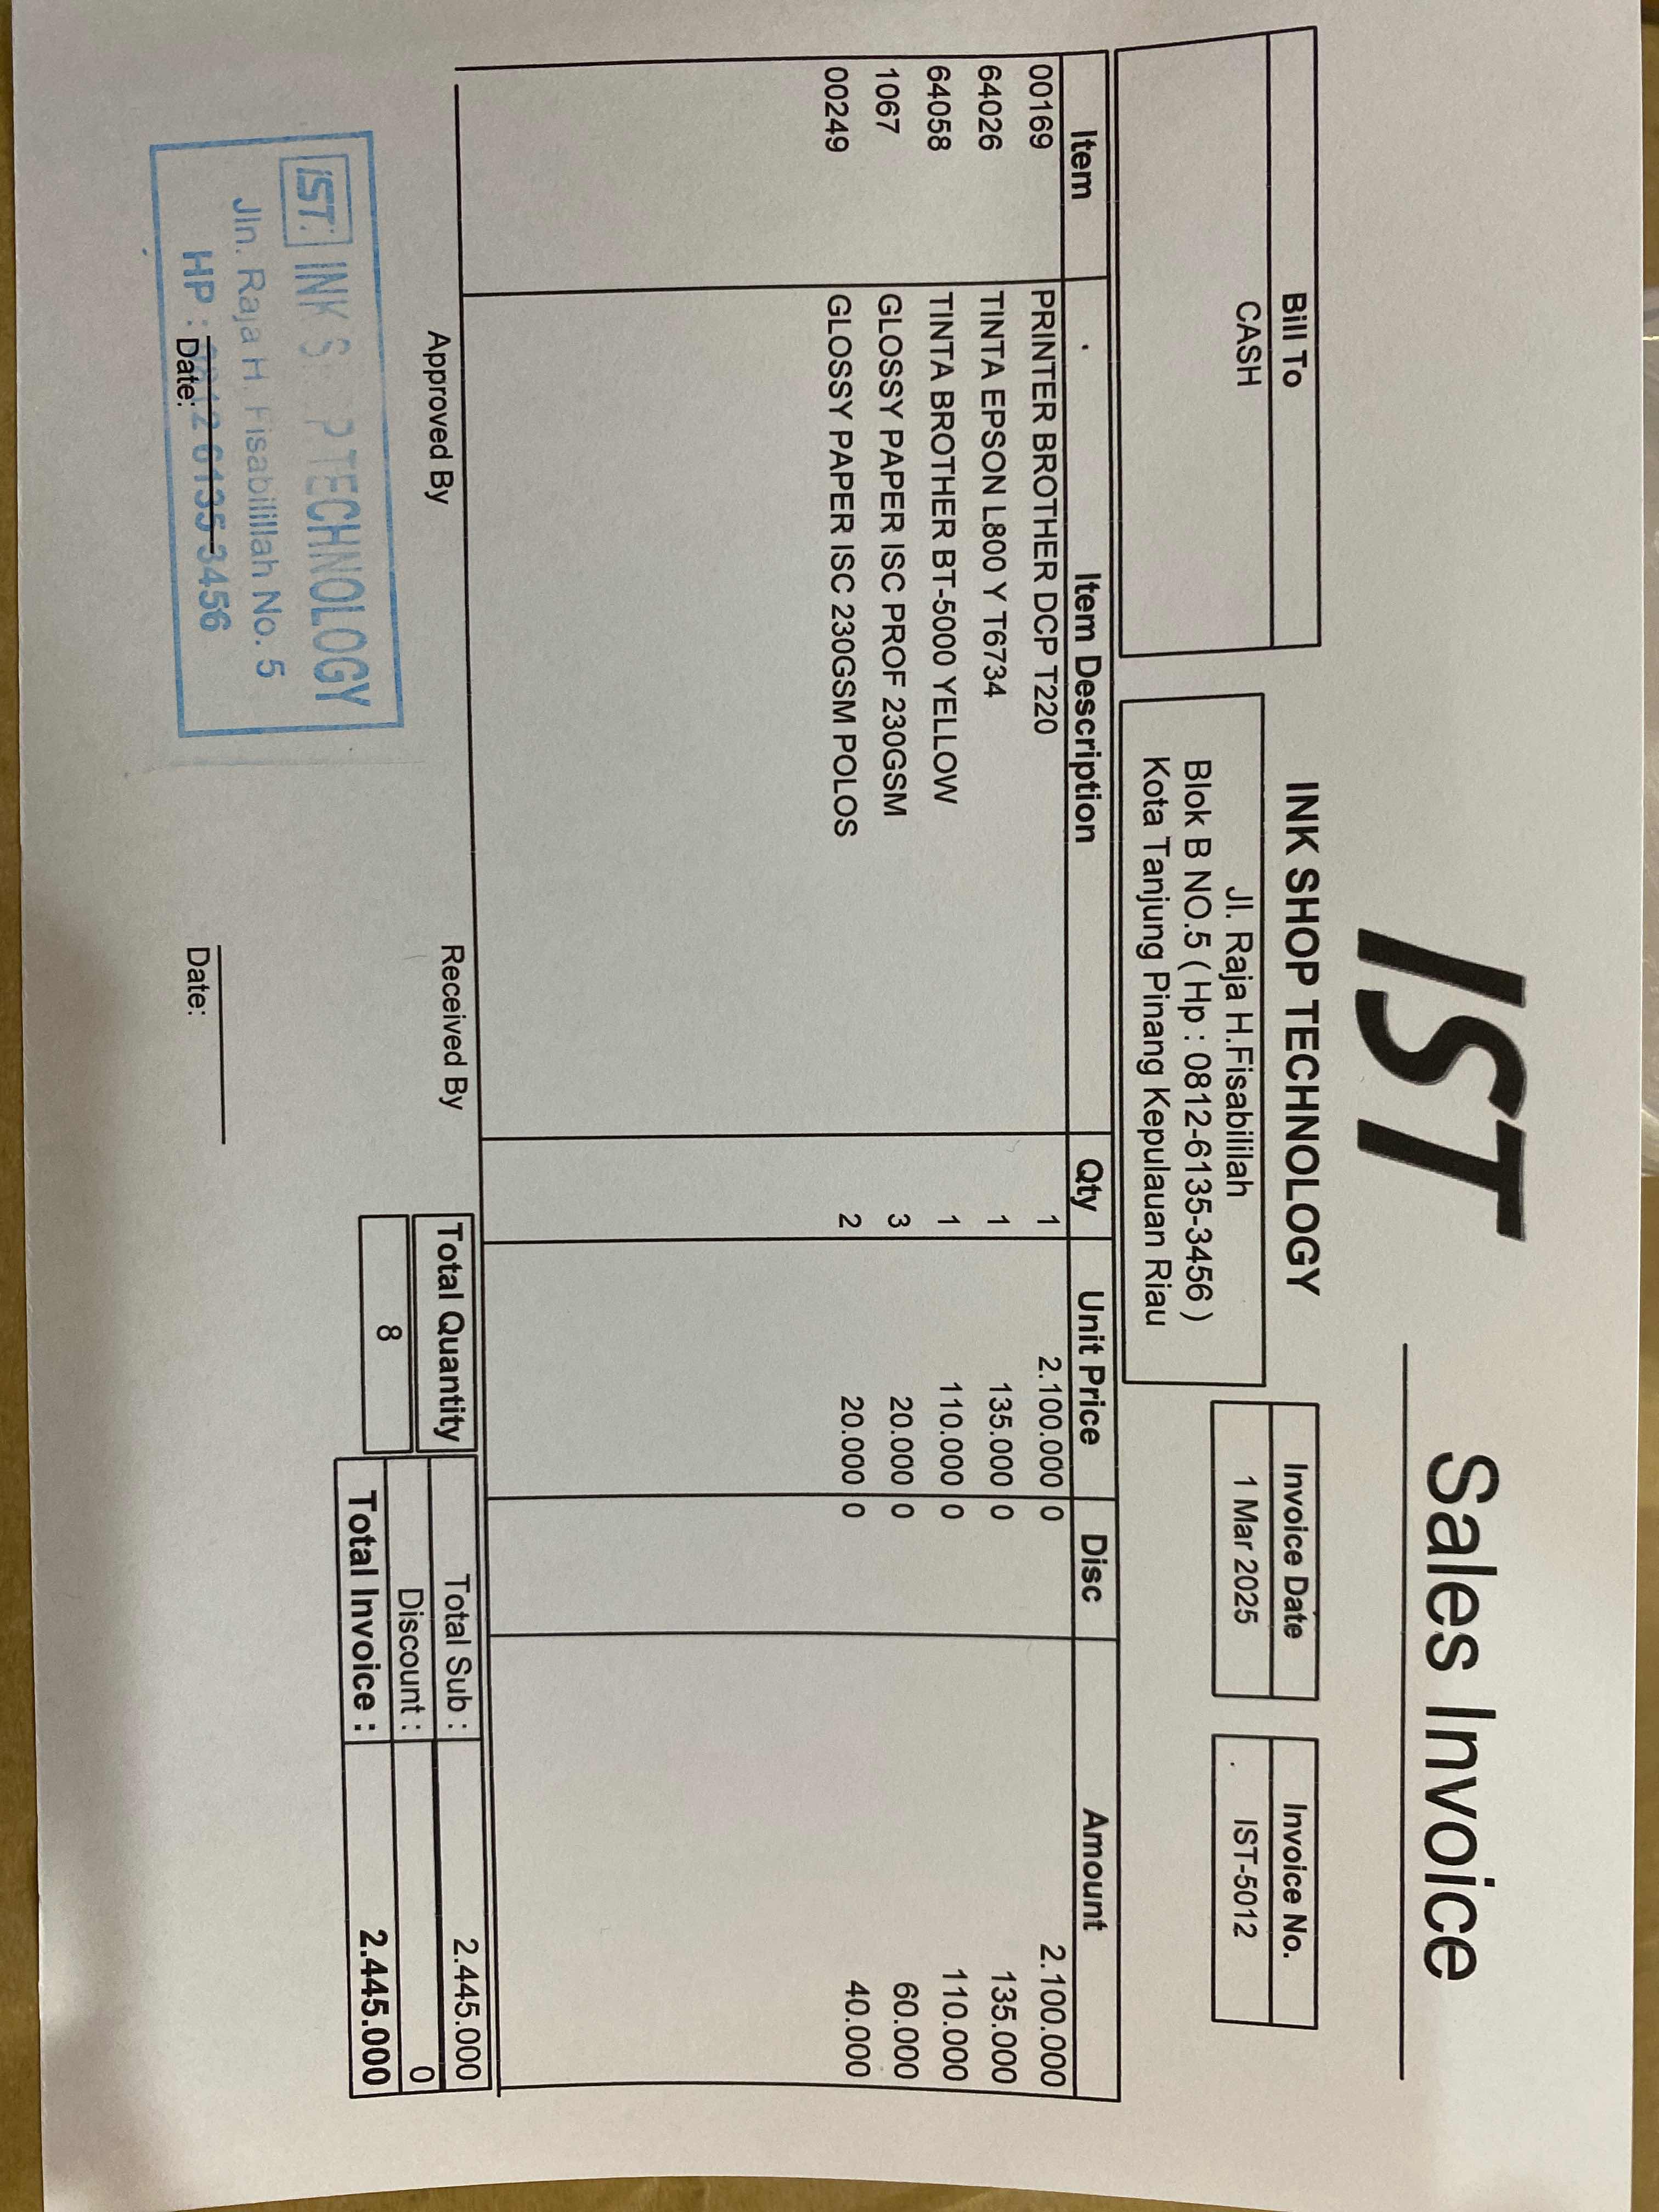 IST
Sales Invoice
Bill To
CASH
INK SHOP TECHNOLOGY
Jl. Raja H.Fisabililah
Blok B NO.5 ( Hp : 0812-6135-3456 )
Kota Tanjung Pinang Kepulauan Riau
Invoice Date
1 Mar 2025
Invoice No.
IST-5012
Item Item Description Qty Unit Price Disc Amount
00169 PRINTER BROTHER DCP T220 1 2.100.000 0 2.100.000
64026 TINTA EPSON L800 Y T6734 1 135.000 0 135.000
64058 TINTA BROTHER BT-5000 YELLOW 1 110.000 0 110.000
1067 GLOSSY PAPER ISC PROF 230GSM 3 20.000 0 60.000
00249 GLOSSY PAPER ISC 230GSM POLOS 2 20.000 0 40.000
Approved By
Received By
Total Quantity
8
Total Sub : 2.445.000
Discount : 0
Total Invoice : 2.445.000
IST. INK TECHNOLOGY
Jln. Raja H. Fisabilillah No. 5
HP : 0812 6135 3456
Date:
Date: